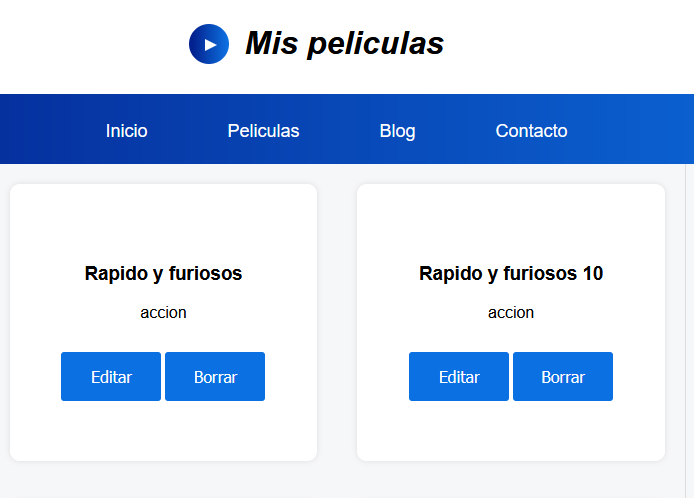 Mis peliculas
Inicio Peliculas Blog Contacto
Rapido y furiosos
accion
Editar Borrar
Rapido y furiosos 10
accion
Editar Borrar